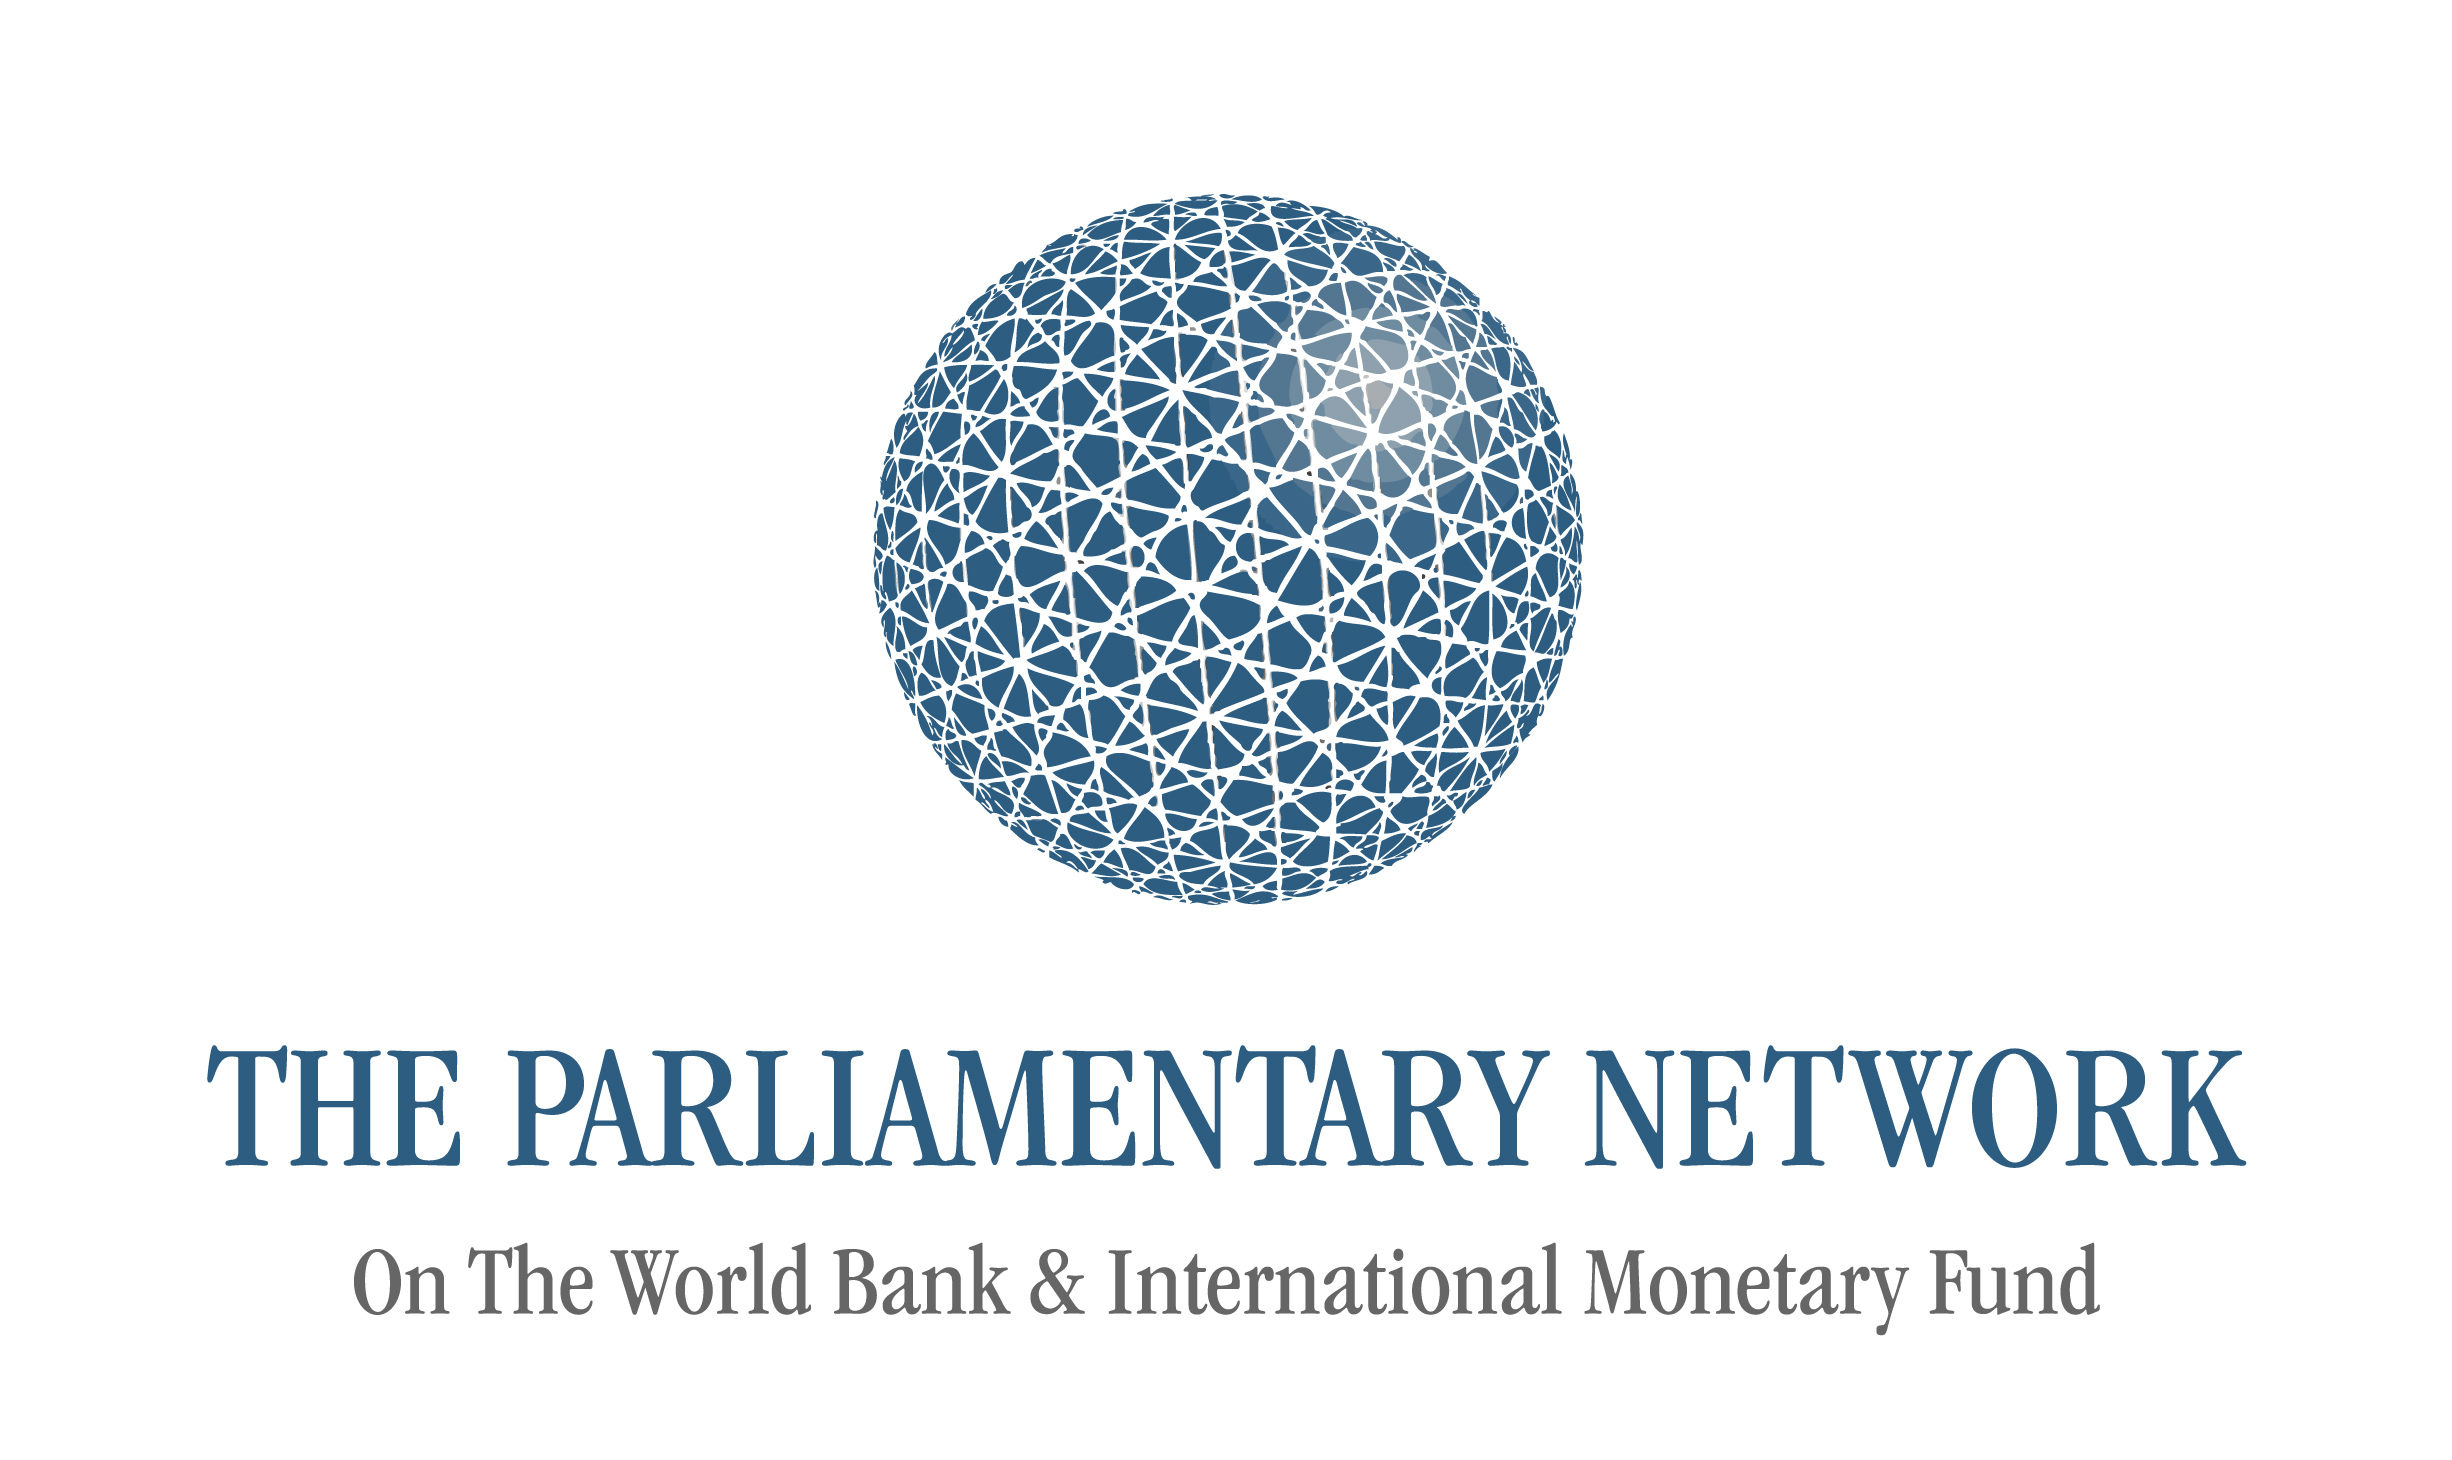 THE PARLIAMENTARY NETWORK
On The World Bank & International Monetary Fund